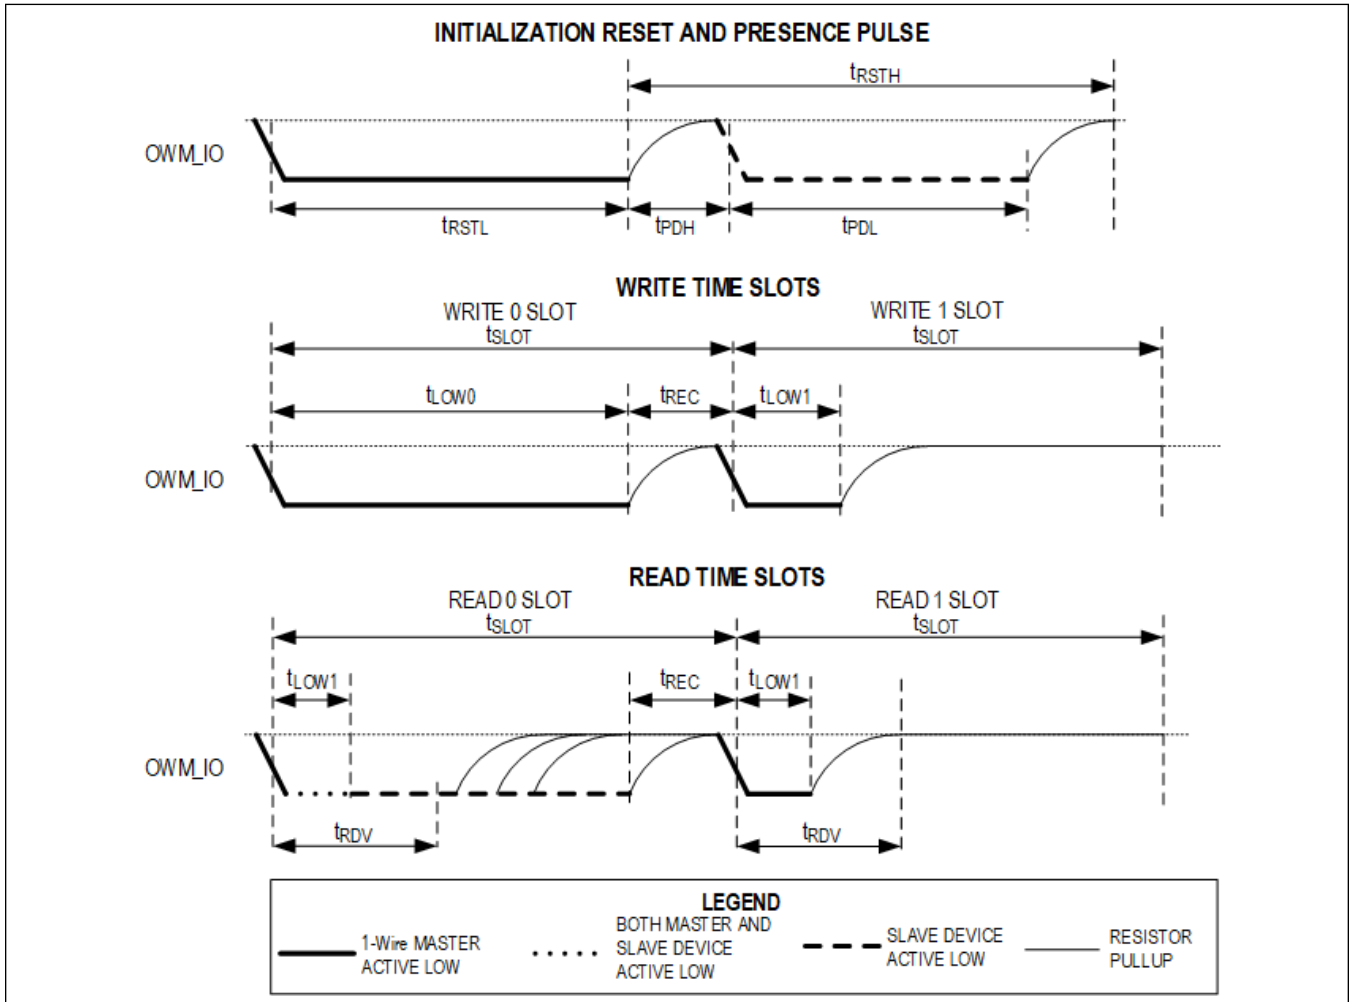 INITIALIZATION RESET AND PRESENCE PULSE
tRSTH
OWM_IO
tRSTL
tPDH
tPDL
WRITE TIME SLOTS
WRITE 0 SLOT
WRITE 1 SLOT
tSLOT
tSLOT
tLOW0
tREC
tLOW1
OWM_IO
READ TIME SLOTS
READ 0 SLOT
READ 1 SLOT
tSLOT
tSLOT
tLOW1
tREC
tLOW1
OWM_IO
tRDV
tRDV
LEGEND
1-Wire MASTER
ACTIVE LOW
BOTH MASTER AND
SLAVE DEVICE
ACTIVE LOW
SLAVE DEVICE
ACTIVE LOW
RESISTOR
PULLUP